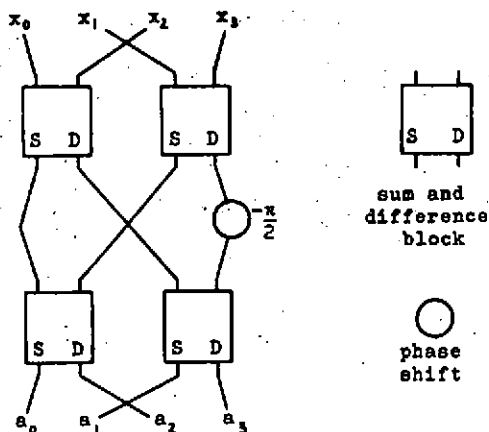 x₀ x₁ x₂ x₃
S D S D
S D
sum and
difference
block
-π/2
S D S D
phase
shift
a₀ a₁ a₂ a₃